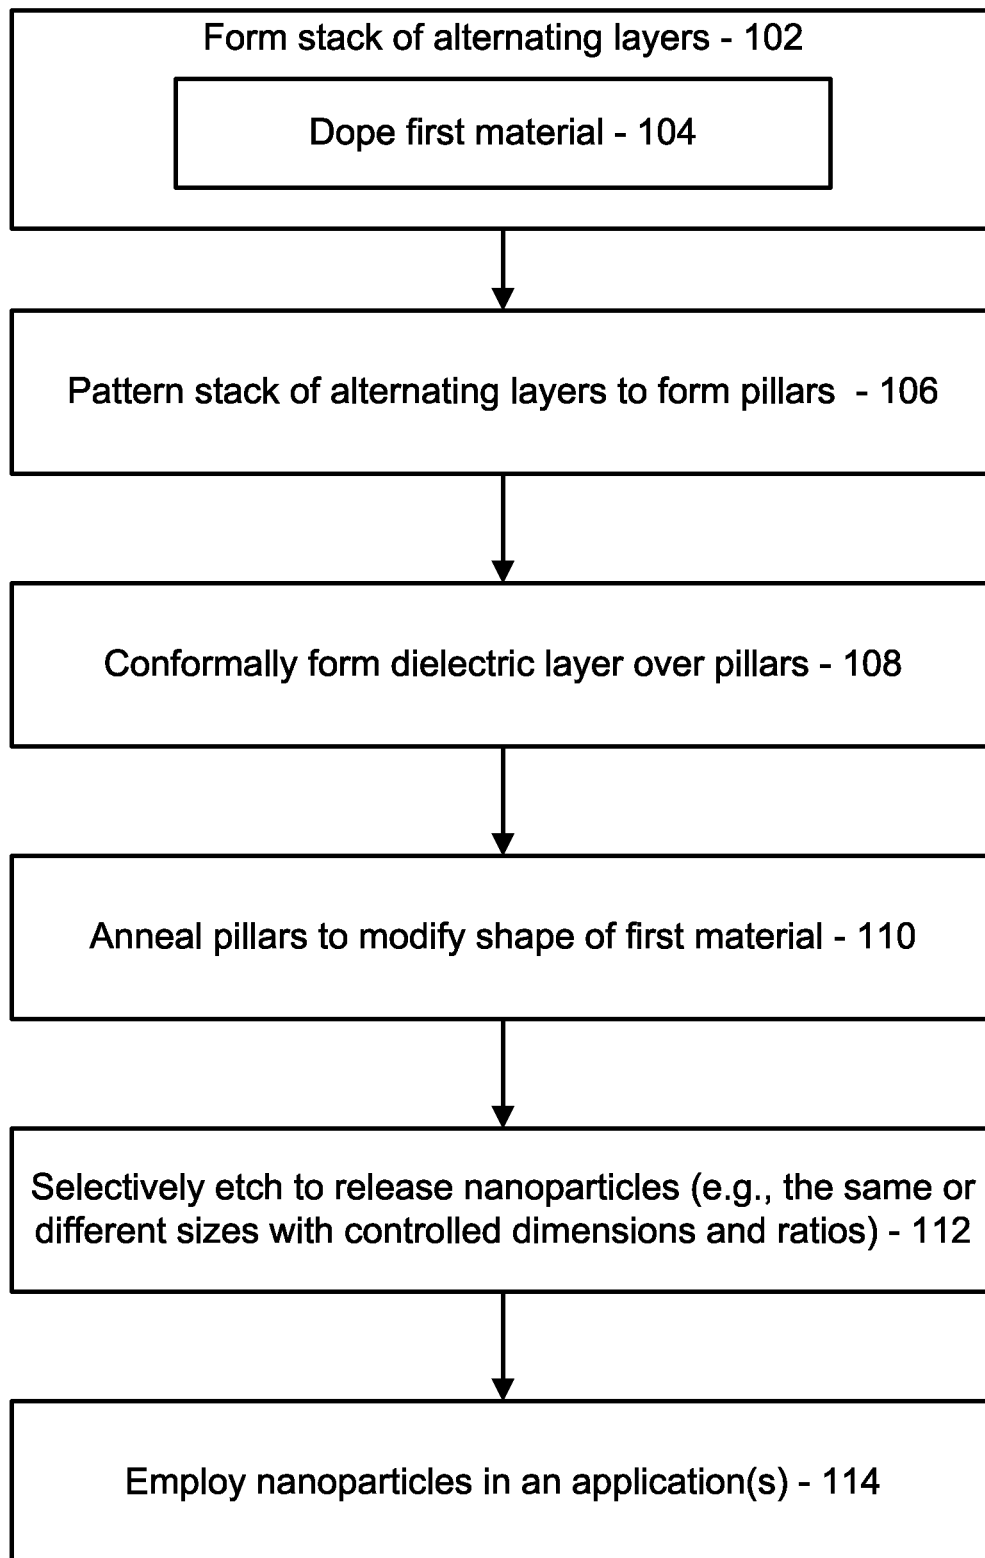 Form stack of alternating layers - 102
Dope first material - 104
Pattern stack of alternating layers to form pillars  - 106
Conformally form dielectric layer over pillars - 108
Anneal pillars to modify shape of first material - 110
Selectively etch to release nanoparticles (e.g., the same or
different sizes with controlled dimensions and ratios) - 112
Employ nanoparticles in an application(s) - 114